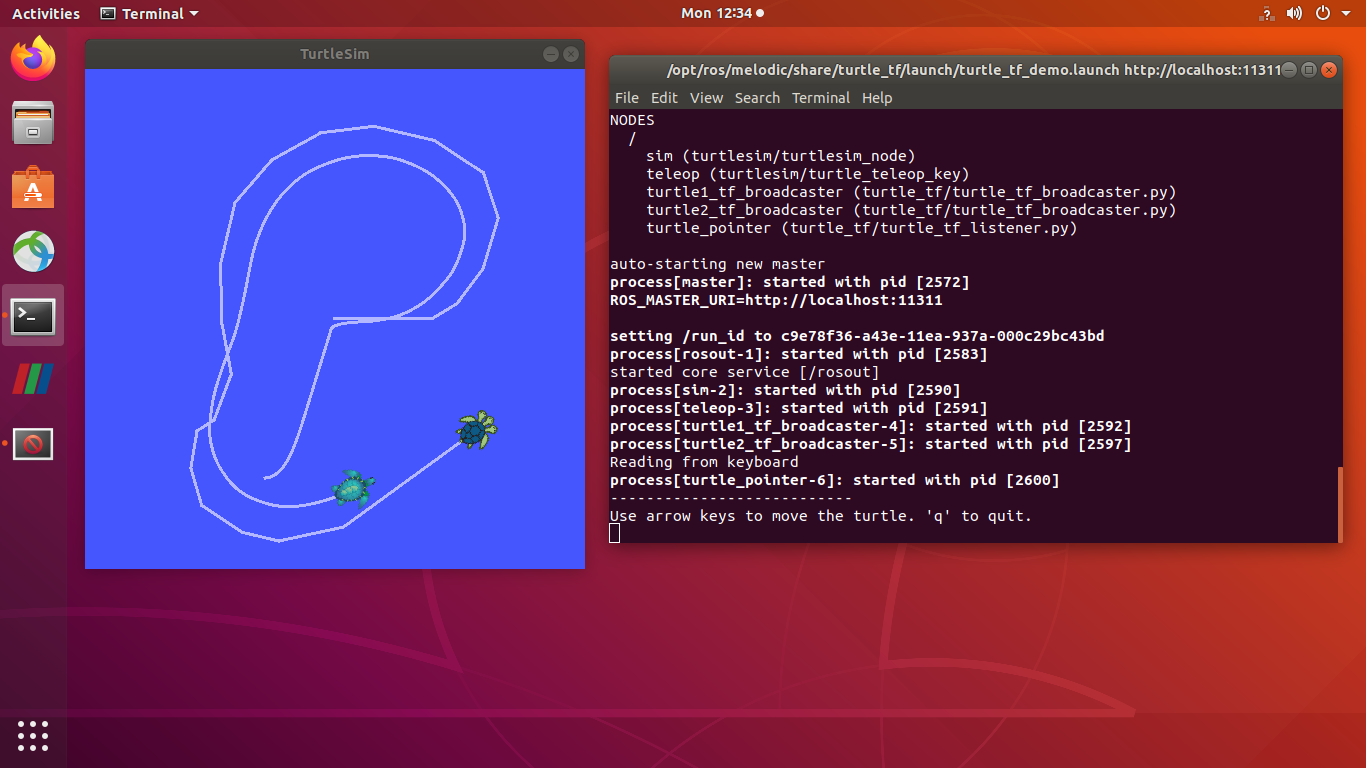 Activities Terminal Mon 12:34
TurtleSim
/opt/ros/melodic/share/turtle_tf/launch/turtle_tf_demo.launch http://localhost:11311
File Edit View Search Terminal Help
NODES
/
sim (turtlesim/turtlesim_node)
teleop (turtlesim/turtle_teleop_key)
turtle1_tf_broadcaster (turtle_tf/turtle_tf_broadcaster.py)
turtle2_tf_broadcaster (turtle_tf/turtle_tf_broadcaster.py)
turtle_pointer (turtle_tf/turtle_tf_listener.py)
auto-starting new master
process[master]: started with pid [2572]
ROS_MASTER_URI=http://localhost:11311
setting /run_id to c9e78f36-a43e-11ea-937a-000c29bc43bd
process[rosout-1]: started with pid [2583]
started core service [/rosout]
process[sim-2]: started with pid [2590]
process[teleop-3]: started with pid [2591]
process[turtle1_tf_broadcaster-4]: started with pid [2592]
process[turtle2_tf_broadcaster-5]: started with pid [2597]
Reading from keyboard
process[turtle_pointer-6]: started with pid [2600]
---------------------------
Use arrow keys to move the turtle. 'q' to quit.